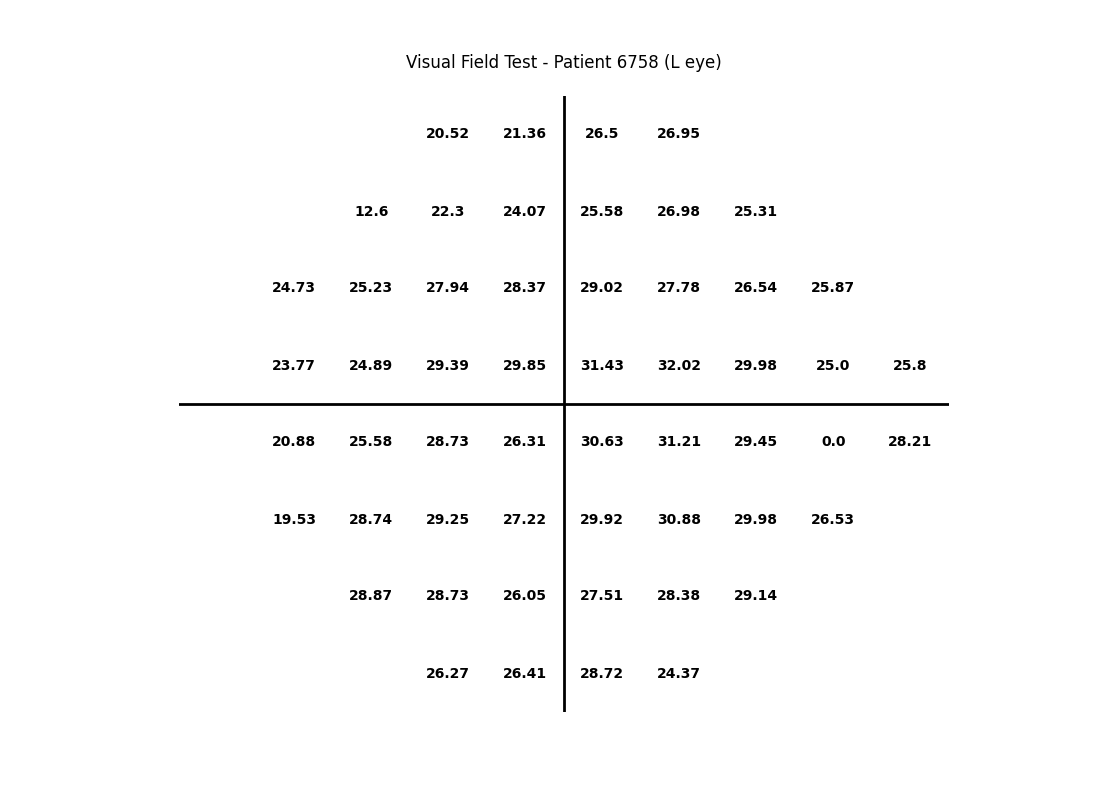 Visual Field Test - Patient 6758 (L eye)
20.52 21.36 26.5 26.95
12.6 22.3 24.07 25.58 26.98 25.31
24.73 25.23 27.94 28.37 29.02 27.78 26.54 25.87
23.77 24.89 29.39 29.85 31.43 32.02 29.98 25.0 25.8
20.88 25.58 28.73 26.31 30.63 31.21 29.45 0.0 28.21
19.53 28.74 29.25 27.22 29.92 30.88 29.98 26.53
28.87 28.73 26.05 27.51 28.38 29.14
26.27 26.41 28.72 24.37